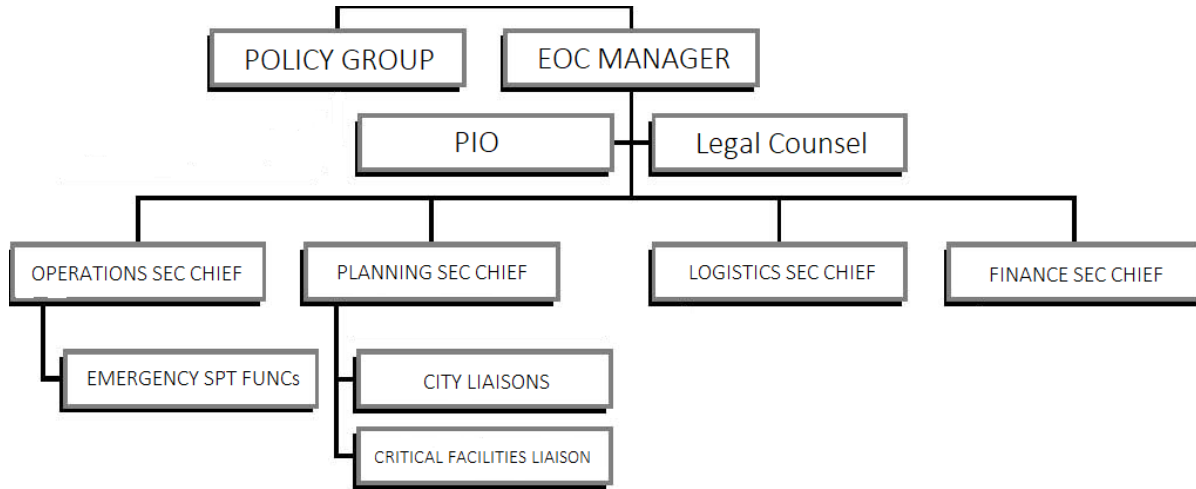 POLICY GROUP
EOC MANAGER
PIO
Legal Counsel
OPERATIONS SEC CHIEF
PLANNING SEC CHIEF
LOGISTICS SEC CHIEF
FINANCE SEC CHIEF
EMERGENCY SPT FUNCs
CITY LIAISONS
CRITICAL FACILITIES LIAISON